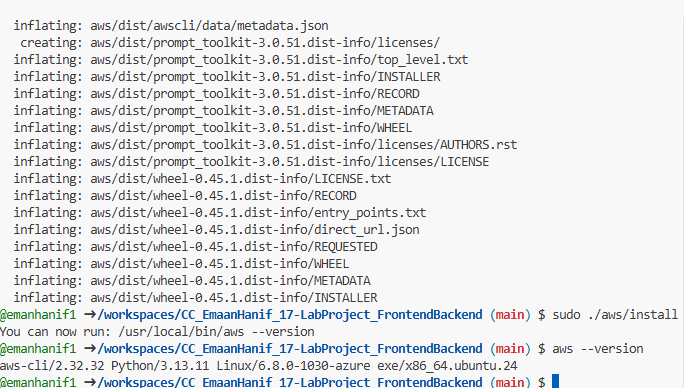 inflating: aws/dist/awscli/data/metadata.json
creating: aws/dist/prompt_toolkit-3.0.51.dist-info/licenses/
inflating: aws/dist/prompt_toolkit-3.0.51.dist-info/top_level.txt
inflating: aws/dist/prompt_toolkit-3.0.51.dist-info/INSTALLER
inflating: aws/dist/prompt_toolkit-3.0.51.dist-info/RECORD
inflating: aws/dist/prompt_toolkit-3.0.51.dist-info/METADATA
inflating: aws/dist/prompt_toolkit-3.0.51.dist-info/WHEEL
inflating: aws/dist/prompt_toolkit-3.0.51.dist-info/licenses/AUTHORS.rst
inflating: aws/dist/prompt_toolkit-3.0.51.dist-info/licenses/LICENSE
inflating: aws/dist/wheel-0.45.1.dist-info/LICENSE.txt
inflating: aws/dist/wheel-0.45.1.dist-info/RECORD
inflating: aws/dist/wheel-0.45.1.dist-info/entry_points.txt
inflating: aws/dist/wheel-0.45.1.dist-info/direct_url.json
inflating: aws/dist/wheel-0.45.1.dist-info/REQUESTED
inflating: aws/dist/wheel-0.45.1.dist-info/WHEEL
inflating: aws/dist/wheel-0.45.1.dist-info/METADATA
inflating: aws/dist/wheel-0.45.1.dist-info/INSTALLER
@emanhanif1 ➜/workspaces/CC_EmaanHanif_17-LabProject_FrontendBackend (main) $ sudo ./aws/install
You can now run: /usr/local/bin/aws --version
@emanhanif1 ➜/workspaces/CC_EmaanHanif_17-LabProject_FrontendBackend (main) $ aws --version
aws-cli/2.32.32 Python/3.13.11 Linux/6.8.0-1030-azure exe/x86_64.ubuntu.24
@emanhanif1 ➜/workspaces/CC_EmaanHanif_17-LabProject_FrontendBackend (main) $